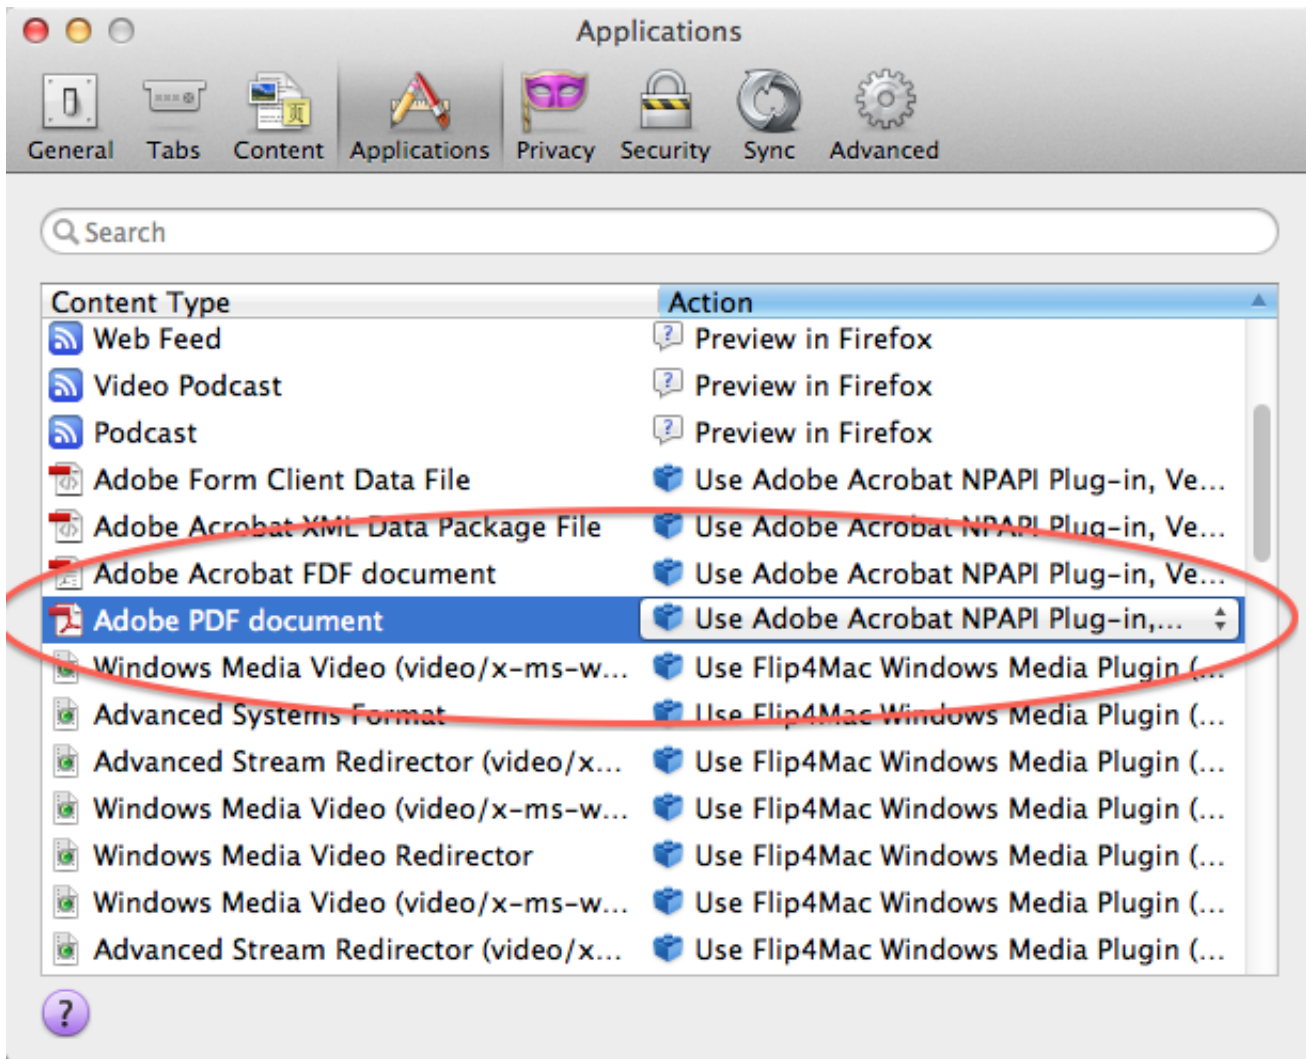 Applications
General Tabs Content Applications Privacy Security Sync Advanced
Search
Content Type Action
Web Feed Preview in Firefox
Video Podcast Preview in Firefox
Podcast Preview in Firefox
Adobe Form Client Data File Use Adobe Acrobat NPAPI Plug-in, Ve...
Adobe Acrobat XML Data Package File Use Adobe Acrobat NPAPI Plug-in, Ve...
Adobe Acrobat FDF document Use Adobe Acrobat NPAPI Plug-in, Ve...
Adobe PDF document Use Adobe Acrobat NPAPI Plug-in,...
Windows Media Video (video/x-ms-w... Use Flip4Mac Windows Media Plugin (...
Advanced Systems Format Use Flip4Mac Windows Media Plugin (...
Advanced Stream Redirector (video/x... Use Flip4Mac Windows Media Plugin (...
Windows Media Video (video/x-ms-w... Use Flip4Mac Windows Media Plugin (...
Windows Media Video Redirector Use Flip4Mac Windows Media Plugin (...
Windows Media Video (video/x-ms-w... Use Flip4Mac Windows Media Plugin (...
Advanced Stream Redirector (video/x... Use Flip4Mac Windows Media Plugin (...
?